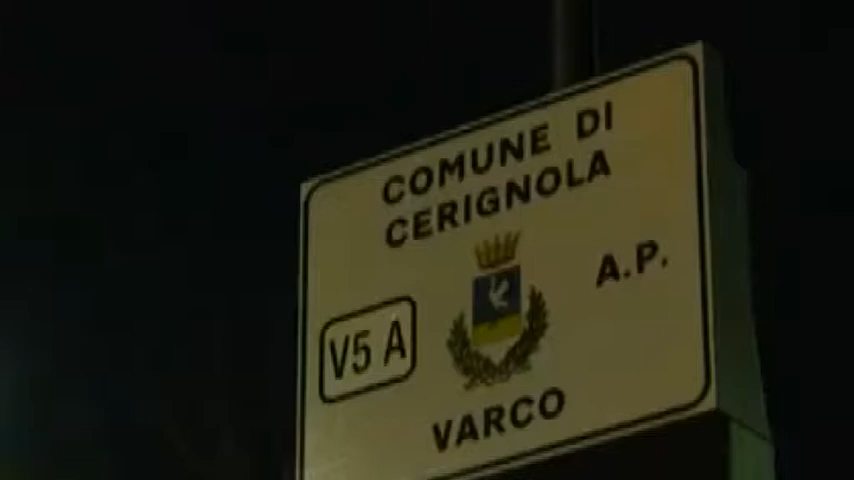 COMUNE DI
CERIGNOLA
A.P.
V5 A
VARCO